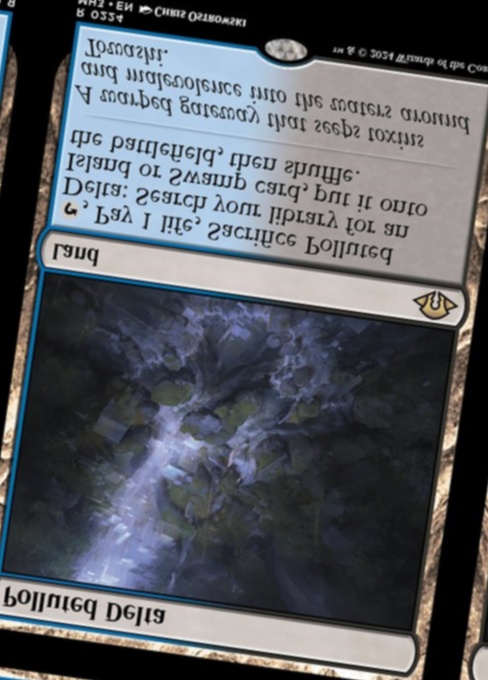 Polluted Delta
Land
, Pay 1 life, Sacrifice Polluted
Delta: Search your library for an
Island or Swamp card, put it onto
the battlefield, then shuffle.
A warped gateway that seeps toxins
and malevolence into the waters around
Towashi.
R 0224
MH3 • EN CHRIS OSTROWSKI
™ & © 2024 Wizards of the Coa